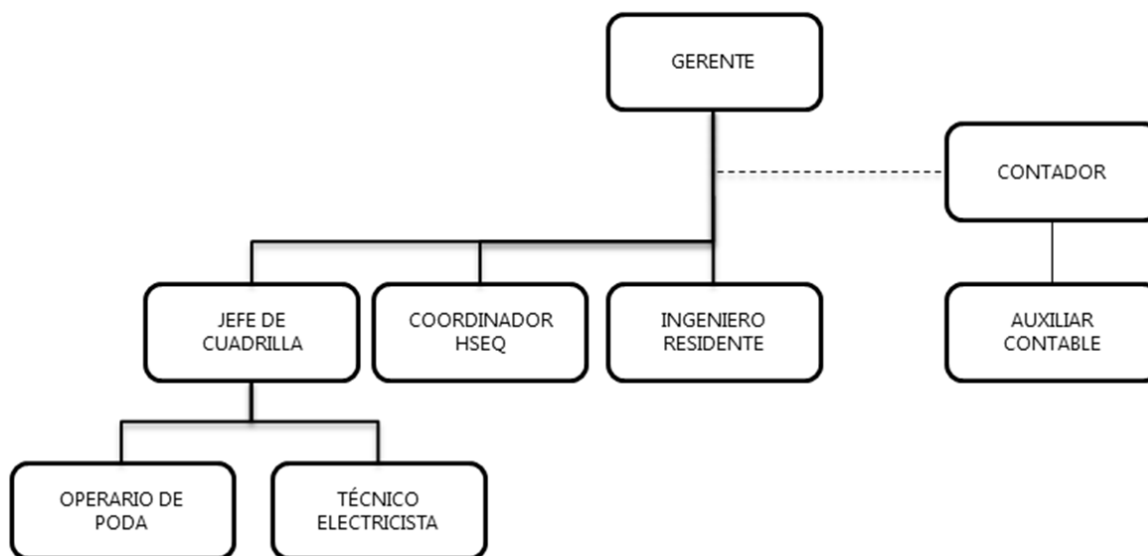 GERENTE
CONTADOR
JEFE DE
CUADRILLA
COORDINADOR
HSEQ
INGENIERO
RESIDENTE
AUXILIAR
CONTABLE
OPERARIO DE
PODA
TÉCNICO
ELECTRICISTA